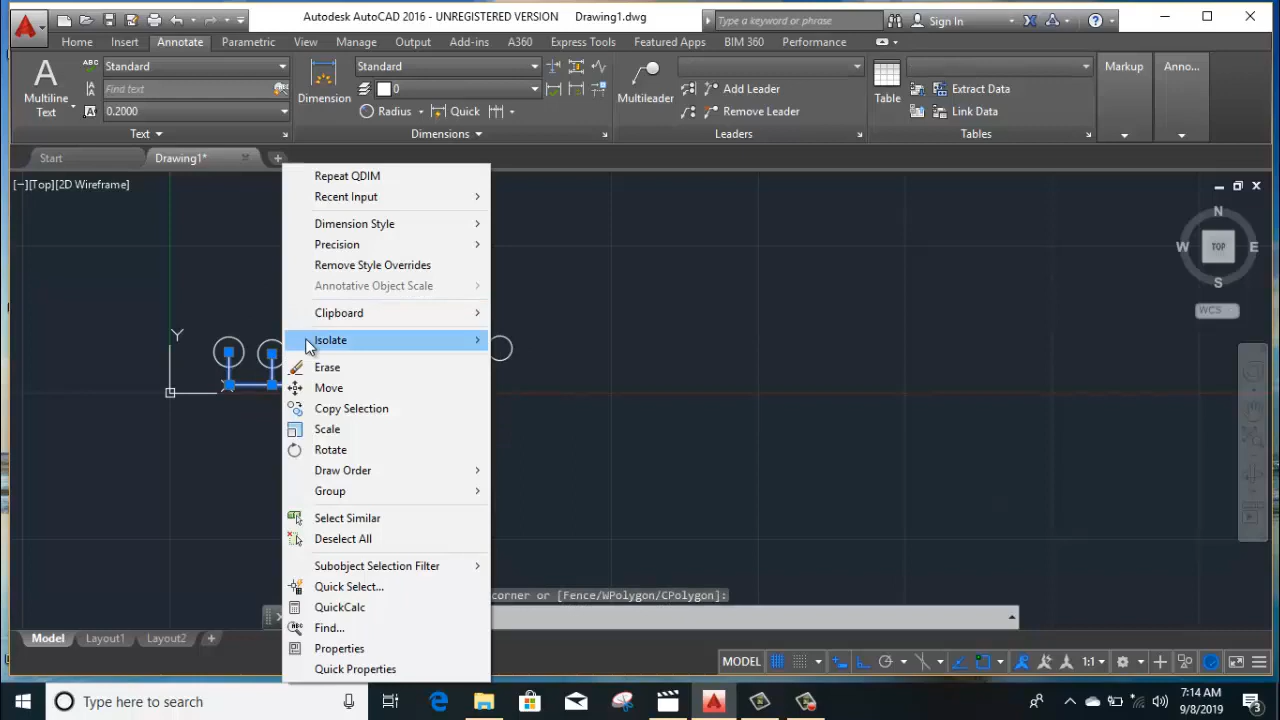 Autodesk AutoCAD 2016 - UNREGISTERED VERSION Drawing1.dwg
Type a keyword or phrase
Sign In
Home Insert Annotate Parametric View Manage Output Add-ins A360 Express Tools Featured Apps BIM 360 Performance
A Multiline Text
ABC Standard
Find text
0.2000
Text
Dimension
Standard
0
Radius Quick
Dimensions
Multileader
Add Leader
Remove Leader
Leaders
Table
Extract Data
Link Data
Tables
Markup
Anno...
Start Drawing1*
[−][Top][2D Wireframe]
Repeat QDIM
Recent Input
Dimension Style
Precision
Remove Style Overrides
Annotative Object Scale
Clipboard
Isolate
Erase
Move
Copy Selection
Scale
Rotate
Draw Order
Group
Select Similar
Deselect All
Subobject Selection Filter
Quick Select...
QuickCalc
Find...
Properties
Quick Properties
Y
N
W TOP E
S
WCS
corner or [Fence/WPolygon/CPolygon]:
Model Layout1 Layout2
MODEL 1:1
Type here to search
7:14 AM
9/8/2019
3